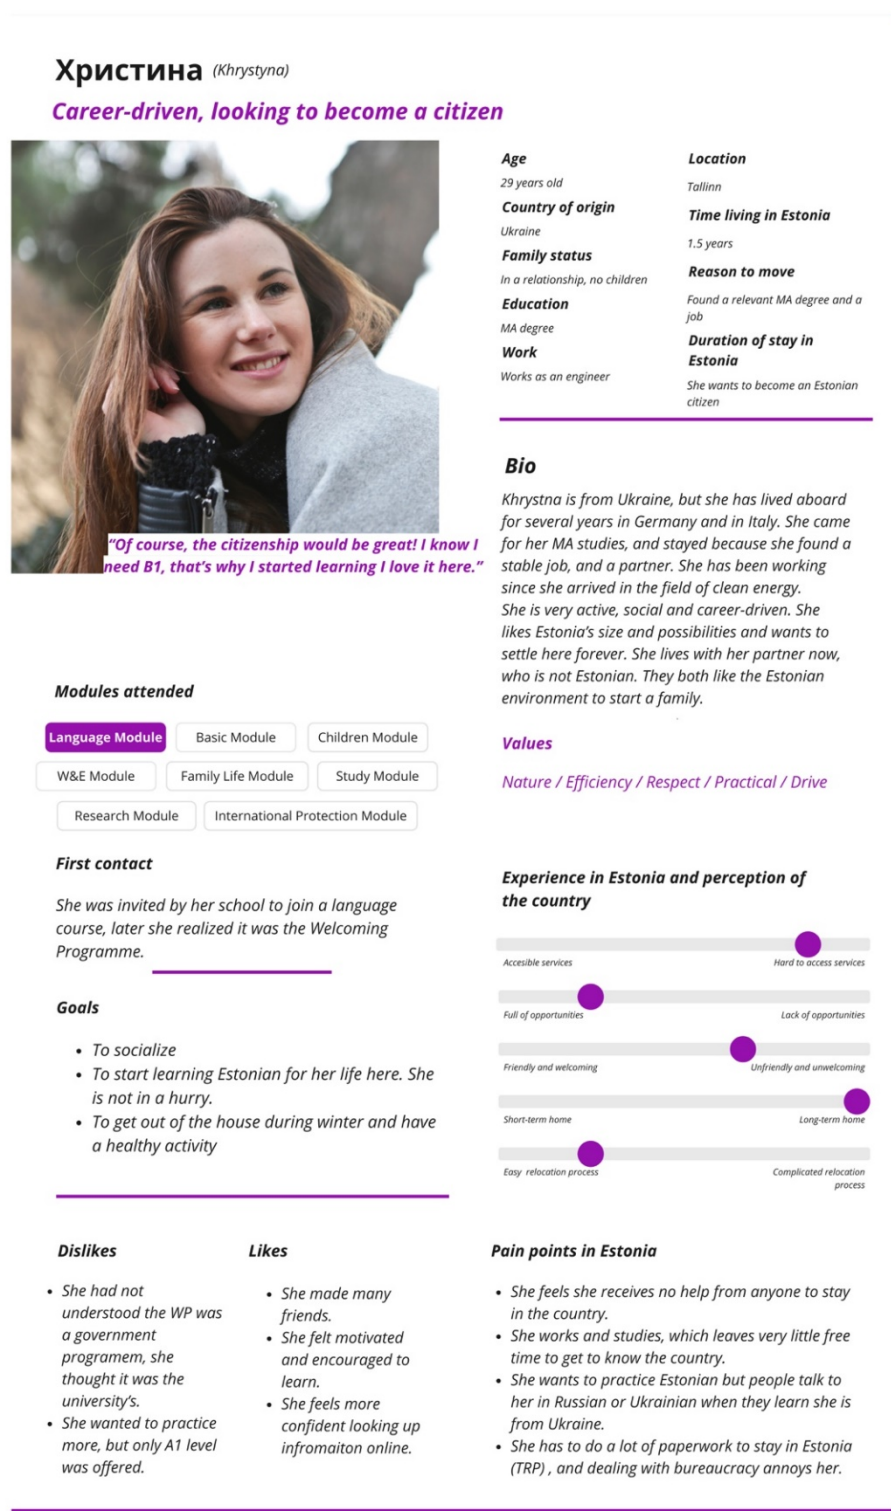 Христина (Khrystyna)
Career-driven, looking to become a citizen
Age
29 years old
Country of origin
Ukraine
Family status
In a relationship, no children
Education
MA degree
Work
Works as an engineer
Location
Tallinn
Time living in Estonia
1.5 years
Reason to move
Found a relevant MA degree and a
job
Duration of stay in
Estonia
She wants to become an Estonian
citizen
“Of course, the citizenship would be great! I know I
need B1, that’s why I started learning I love it here.”
Bio
Khrystna is from Ukraine, but she has lived aboard
for several years in Germany and in Italy. She came
for her MA studies, and stayed because she found a
stable job, and a partner. She has been working
since she arrived in the field of clean energy.
She is very active, social and career-driven. She
likes Estonia’s size and possibilities and wants to
settle here forever. She lives with her partner now,
who is not Estonian. They both like the Estonian
environment to start a family.
Values
Nature / Efficiency / Respect / Practical / Drive
Modules attended
Language Module Basic Module Children Module
W&E Module Family Life Module Study Module
Research Module International Protection Module
First contact
She was invited by her school to join a language
course, later she realized it was the Welcoming
Programme.
Goals
• To socialize
• To start learning Estonian for her life here. She
is not in a hurry.
• To get out of the house during winter and have
a healthy activity
Experience in Estonia and perception of
the country
Accesible services Hard to access services
Full of opportunities Lack of opportunities
Friendly and welcoming Unfriendly and unwelcoming
Short-term home Long-term home
Easy relocation process Complicated relocation
process
Dislikes
• She had not
understood the WP was
a government
programem, she
thought it was the
university’s.
• She wanted to practice
more, but only A1 level
was offered.
Likes
• She made many
friends.
• She felt motivated
and encouraged to
learn.
• She feels more
confident looking up
infromaiton online.
Pain points in Estonia
• She feels she receives no help from anyone to stay
in the country.
• She works and studies, which leaves very little free
time to get to know the country.
• She wants to practice Estonian but people talk to
her in Russian or Ukrainian when they learn she is
from Ukraine.
• She has to do a lot of paperwork to stay in Estonia
(TRP) , and dealing with bureaucracy annoys her.